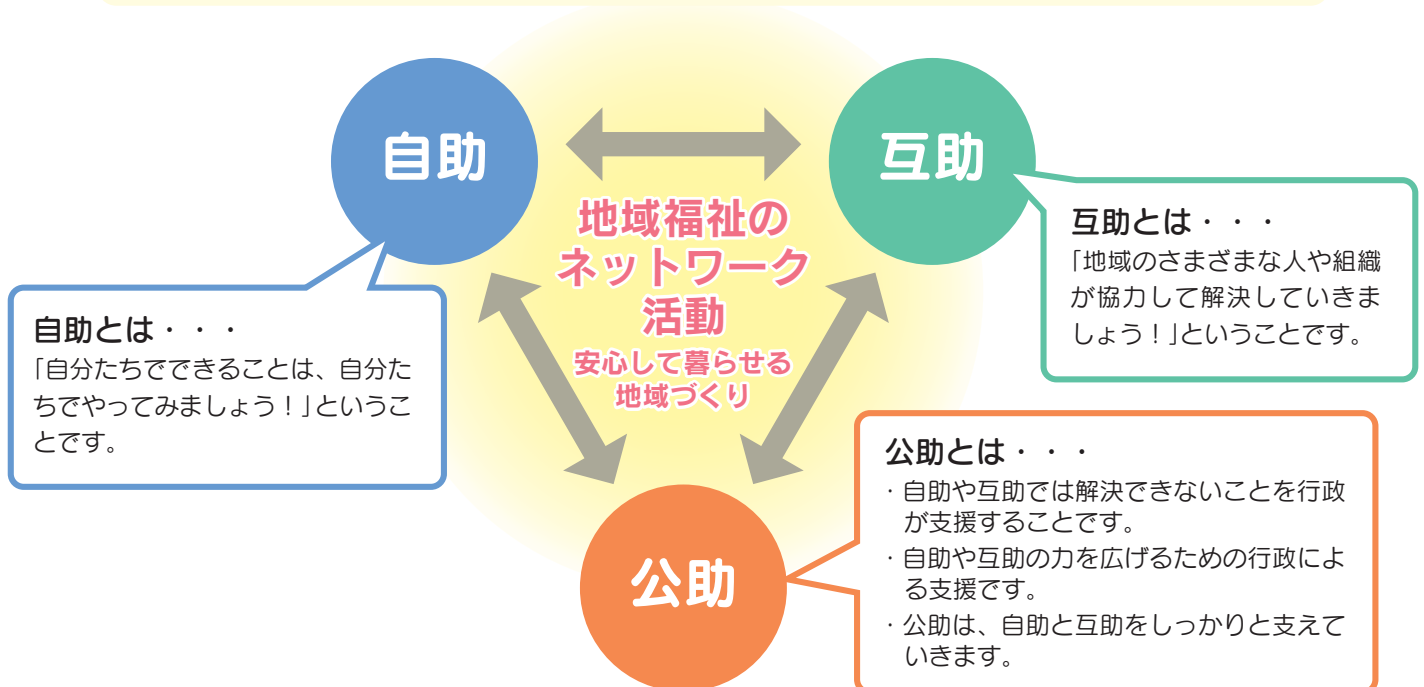 自助
互助
地域福祉の
ネットワーク
活動
安心して暮らせる
地域づくり
互助とは・・・
「地域のさまざまな人や組織
が協力して解決していきま
しょう！」ということです。
自助とは・・・
「自分たちでできることは、自分た
ちでやってみましょう！」というこ
とです。
公助
公助とは・・・
・自助や互助では解決できないことを行政
が支援することです。
・自助や互助の力を広げるための行政によ
る支援です。
・公助は、自助と互助をしっかりと支えて
いきます。